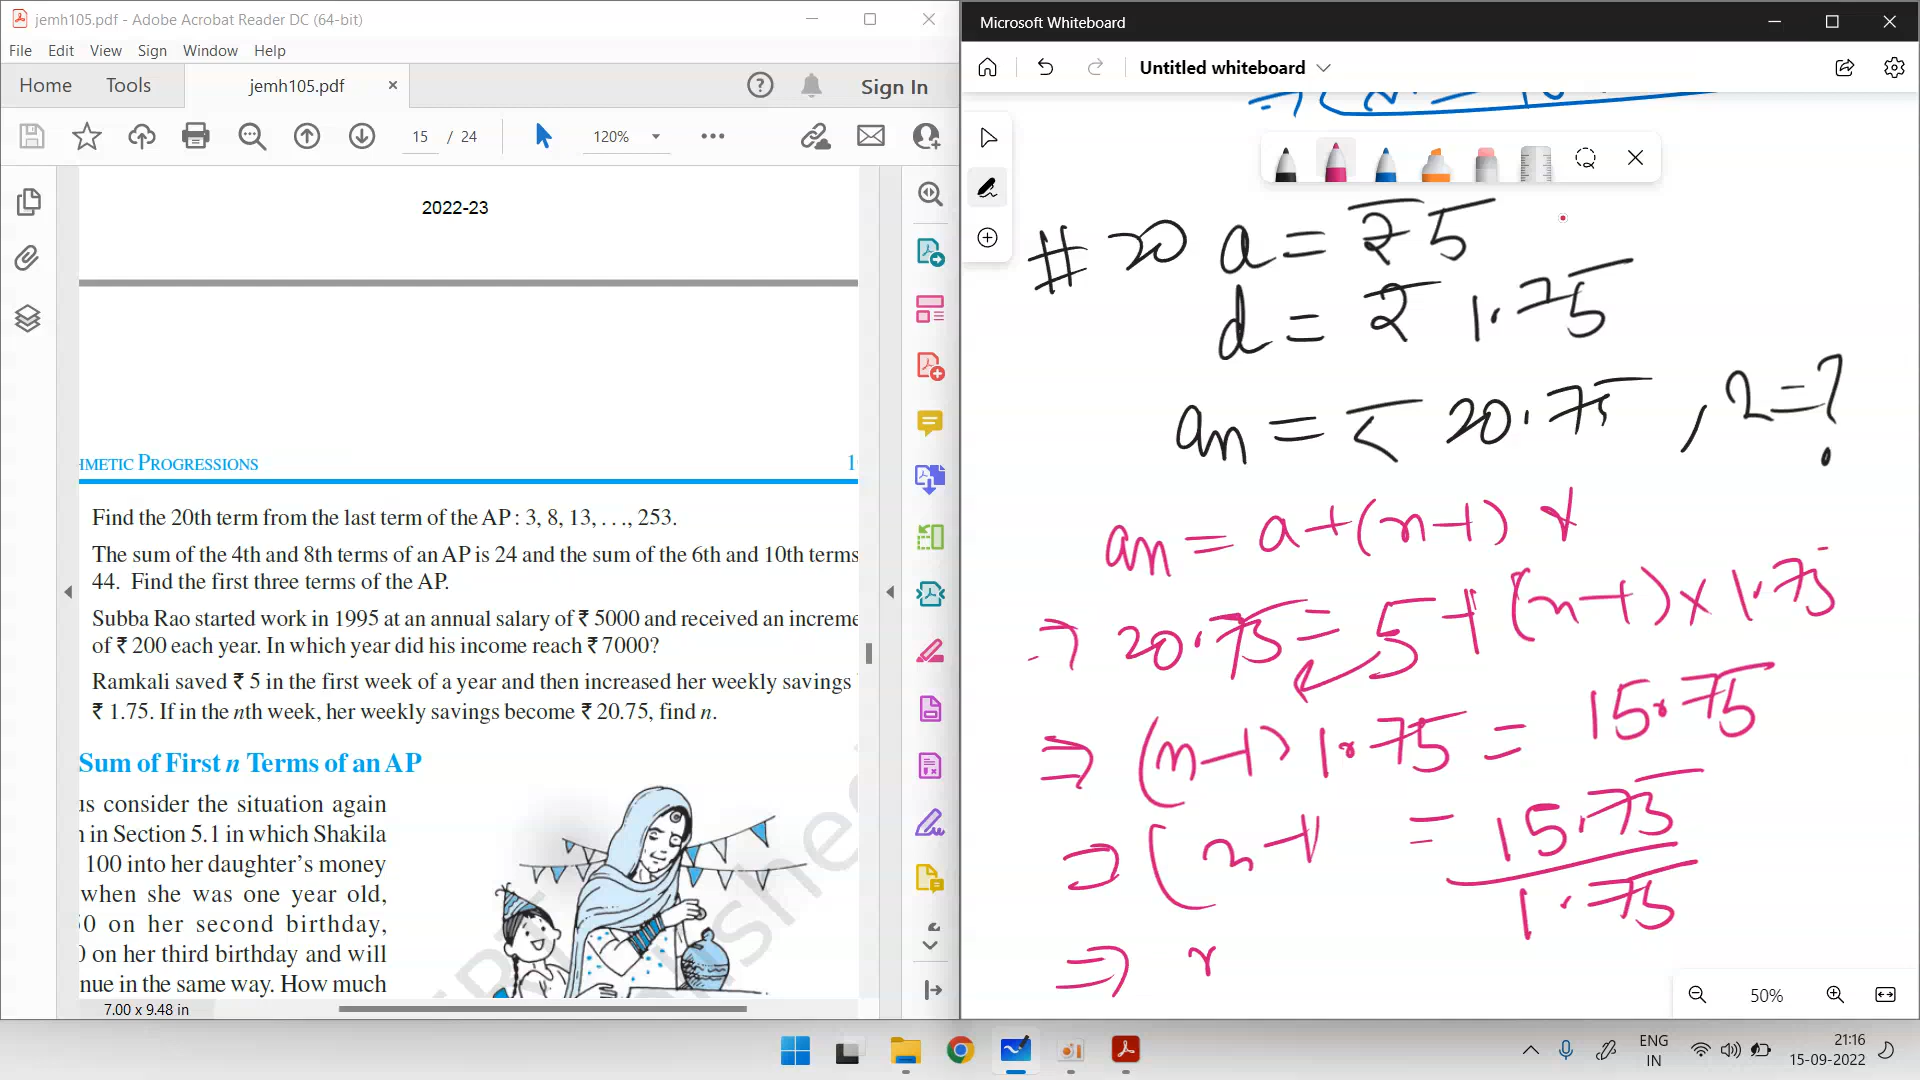 jemh105.pdf - Adobe Acrobat Reader DC (64-bit)
File Edit View Sign Window Help
Home Tools jemh105.pdf × Sign In
15 / 24 120%
2022-23
HMETIC PROGRESSIONS 1
Find the 20th term from the last term of the AP : 3, 8, 13, . . ., 253.
The sum of the 4th and 8th terms of an AP is 24 and the sum of the 6th and 10th terms
44. Find the first three terms of the AP.
Subba Rao started work in 1995 at an annual salary of ₹ 5000 and received an increme
of ₹ 200 each year. In which year did his income reach ₹ 7000?
Ramkali saved ₹ 5 in the first week of a year and then increased her weekly savings
₹ 1.75. If in the nth week, her weekly savings become ₹ 20.75, find n.
Sum of First n Terms of an AP
us consider the situation again
in in Section 5.1 in which Shakila
100 into her daughter's money
when she was one year old,
50 on her second birthday,
0 on her third birthday and will
nue in the same way. How much
7.00 x 9.48 in
Microsoft Whiteboard
Untitled whiteboard
# 20 a = ₹ 5
d = ₹ 1.75
an = ₹ 20.75 , n = ?
an = a + (n-1) x
⇒ 20.75 = 5 + (n-1) × 1.75
⇒ (n-1) 1.75 = 15.75
⇒ (n-1 = 15.75
1.75
⇒
50%
ENG
IN
21:16
15-09-2022